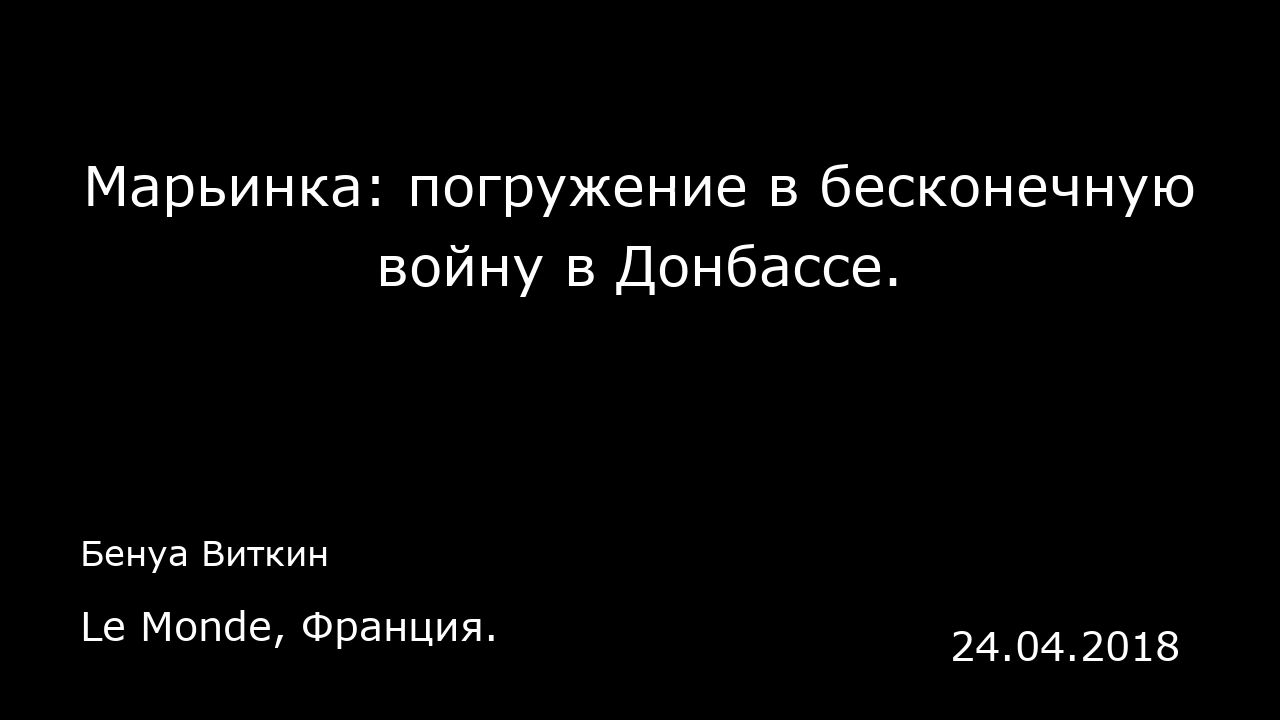 Марьинка: погружение в бесконечную
войну в Донбассе.
Бенуа Виткин
Le Monde, Франция.
24.04.2018